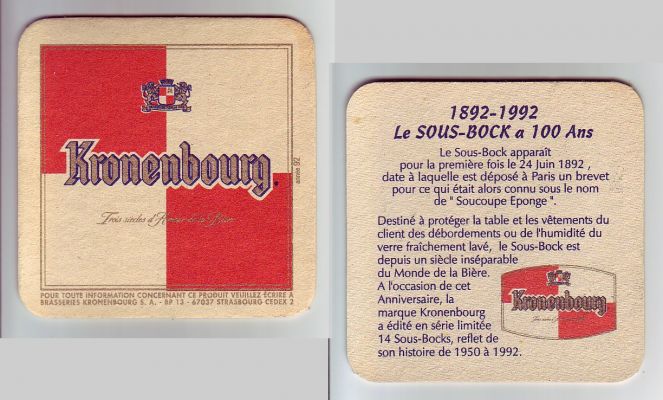 Kronenbourg.
année 92
Trois siècles d'Amour de la Bière
POUR TOUTE INFORMATION CONCERNANT CE PRODUIT VEUILLEZ ÉCRIRE À
BRASSERIES KRONENBOURG S. A. - BP 13 - 67037 STRASBOURG CEDEX 2
1892-1992
Le SOUS-BOCK a 100 Ans
Le Sous-Bock apparaît
pour la première fois le 24 Juin 1892 ,
date à laquelle est déposé à Paris un brevet
pour ce qui était alors connu sous le nom
de " Soucoupe Eponge ".
Destiné à protéger la table et les vêtements du
client des débordements ou de l'humidité du
verre fraîchement lavé, le Sous-Bock est
depuis un siècle inséparable
du Monde de la Bière.
A l'occasion de cet
Anniversaire, la
marque Kronenbourg
a édité en série limitée
14 Sous-Bocks, reflet de
son histoire de 1950 à 1992.
Kronenbourg